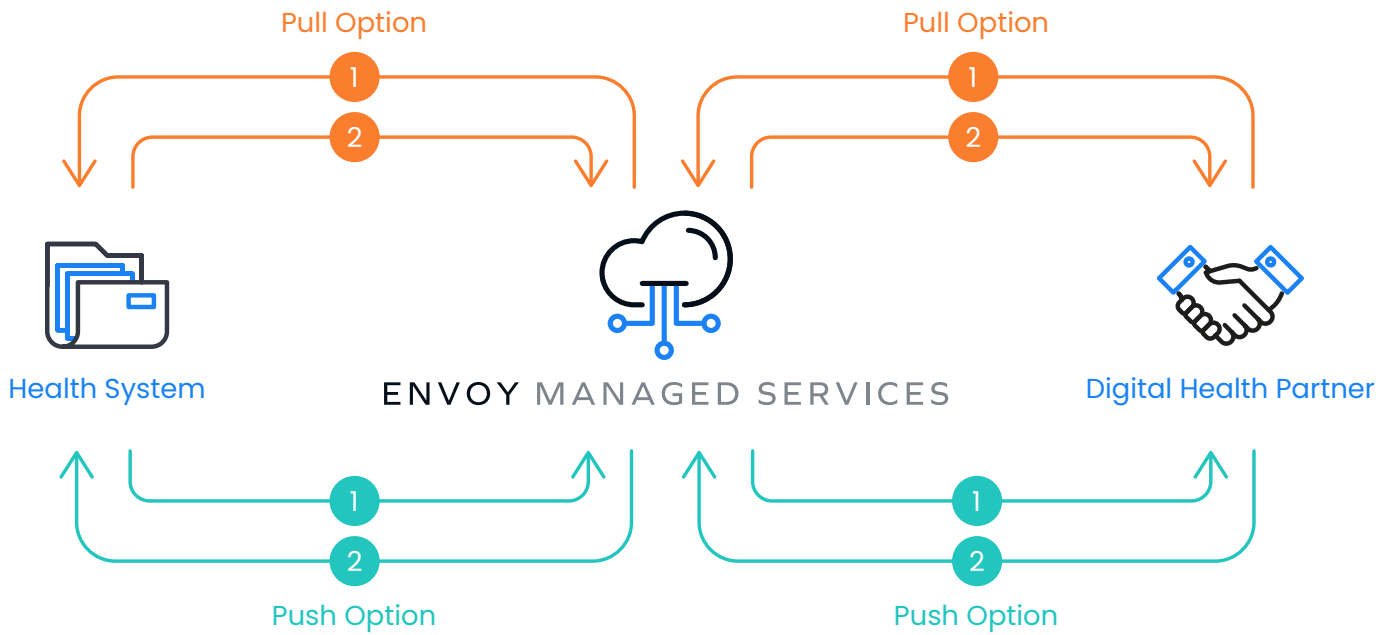 Pull Option
Pull Option
1
1
2
2
Health System
ENVOY MANAGED SERVICES
Digital Health Partner
1
1
2
2
Push Option
Push Option